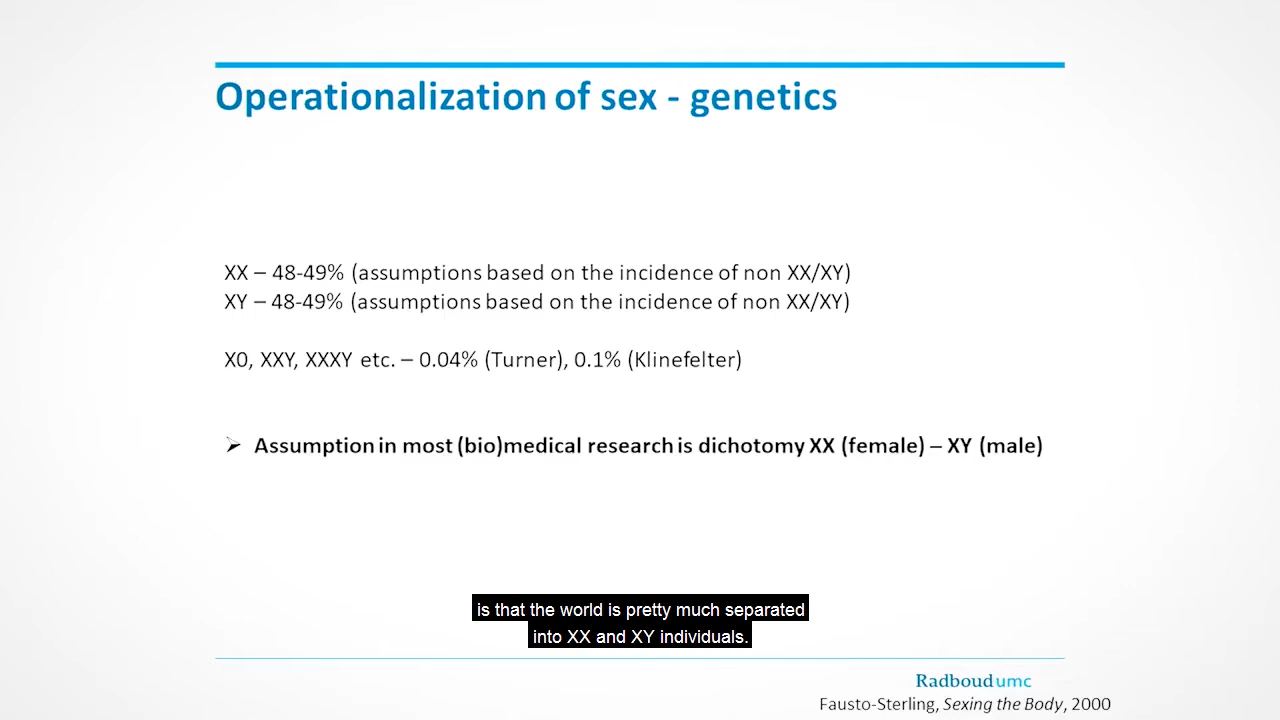 Operationalization of sex - genetics
XX – 48-49% (assumptions based on the incidence of non XX/XY)
XY – 48-49% (assumptions based on the incidence of non XX/XY)
X0, XXY, XXXY etc. – 0.04% (Turner), 0.1% (Klinefelter)
➢ Assumption in most (bio)medical research is dichotomy XX (female) – XY (male)
is that the world is pretty much separated
into XX and XY individuals.
Radboudumc
Fausto-Sterling, Sexing the Body, 2000